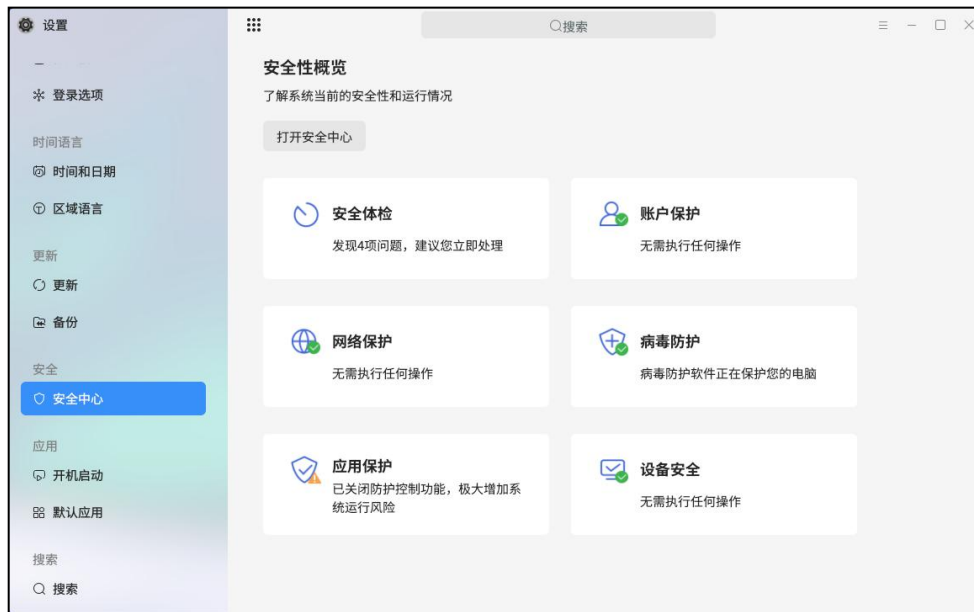 设置
搜索
登录选项
时间语言
时间和日期
区域语言
更新
更新
备份
安全
安全中心
应用
开机启动
默认应用
搜索
搜索
安全性概览
了解系统当前的安全性和运行情况
打开安全中心
安全体检
发现4项问题，建议您立即处理
账户保护
无需执行任何操作
网络保护
无需执行任何操作
病毒防护
病毒防护软件正在保护您的电脑
应用保护
已关闭防护控制功能，极大增加系
统运行风险
设备安全
无需执行任何操作